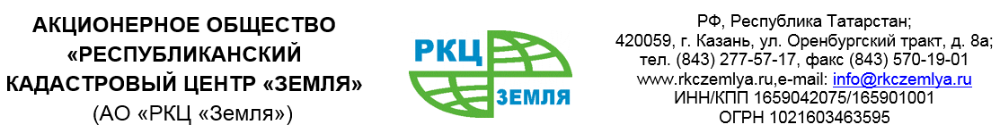 АКЦИОНЕРНОЕ ОБЩЕСТВО
«РЕСПУБЛИКАНСКИЙ
КАДАСТРОВЫЙ ЦЕНТР «ЗЕМЛЯ»
(АО «РКЦ «Земля»)
РКЦ
ЗЕМЛЯ
РФ, Республика Татарстан;
420059, г. Казань, ул. Оренбургский тракт, д. 8а;
тел. (843) 277-57-17, факс (843) 570-19-01
www.rkczemlya.ru,e-mail: info@rkczemlya.ru
ИНН/КПП 1659042075/165901001
ОГРН 1021603463595